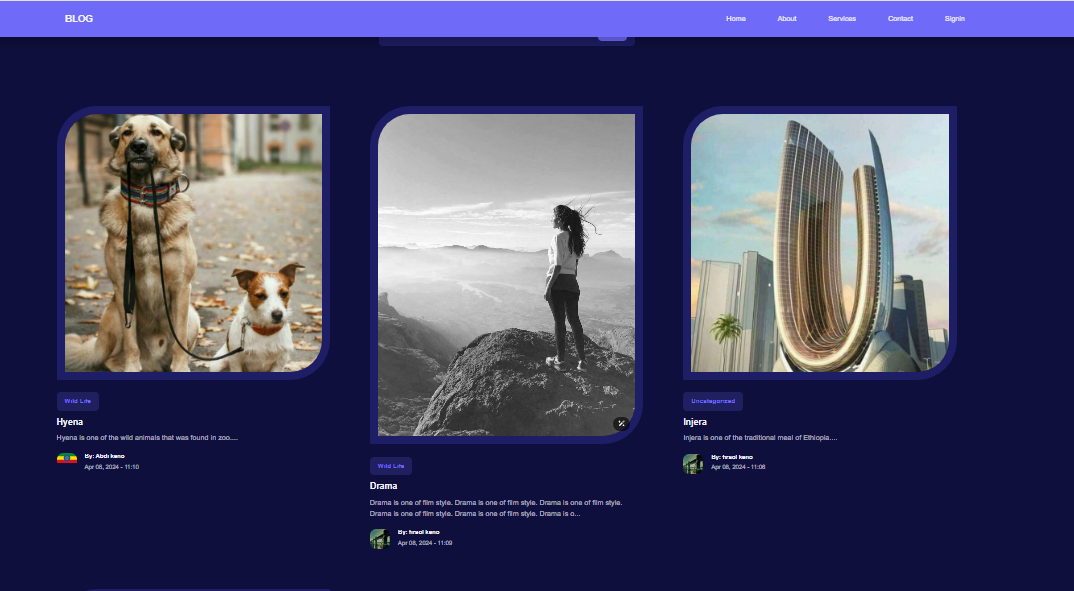 BLOG
Home
About
Services
Contact
Signin
Wild Life
Hyena
Hyena is one of the wild animals that was found in zoo....
By: Abdi keno
Apr 08, 2024 - 11:10
Wild Life
Drama
Drama is one of film style. Drama is one of film style. Drama is one of film style.
Drama is one of film style. Drama is one of film style. Drama is o...
By: firaol keno
Apr 08, 2024 - 11:09
Uncategorized
Injera
Injera is one of the traditional meal of Ethiopia....
By: firaol keno
Apr 08, 2024 - 11:08